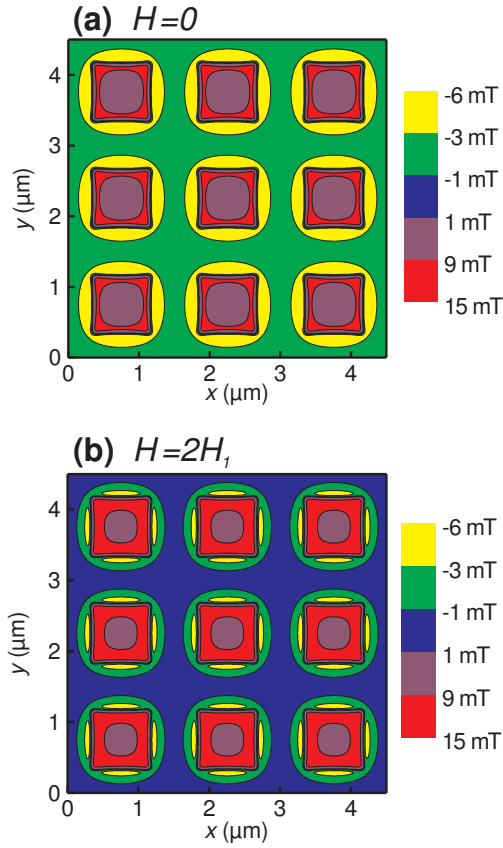 (a) H=0
4
3
2
1
0
y (μm)
0 1 2 3 4
x (μm)
-6 mT
-3 mT
-1 mT
1 mT
9 mT
15 mT
(b) H=2H₁
4
3
2
1
0
y (μm)
0 1 2 3 4
x (μm)
-6 mT
-3 mT
-1 mT
1 mT
9 mT
15 mT